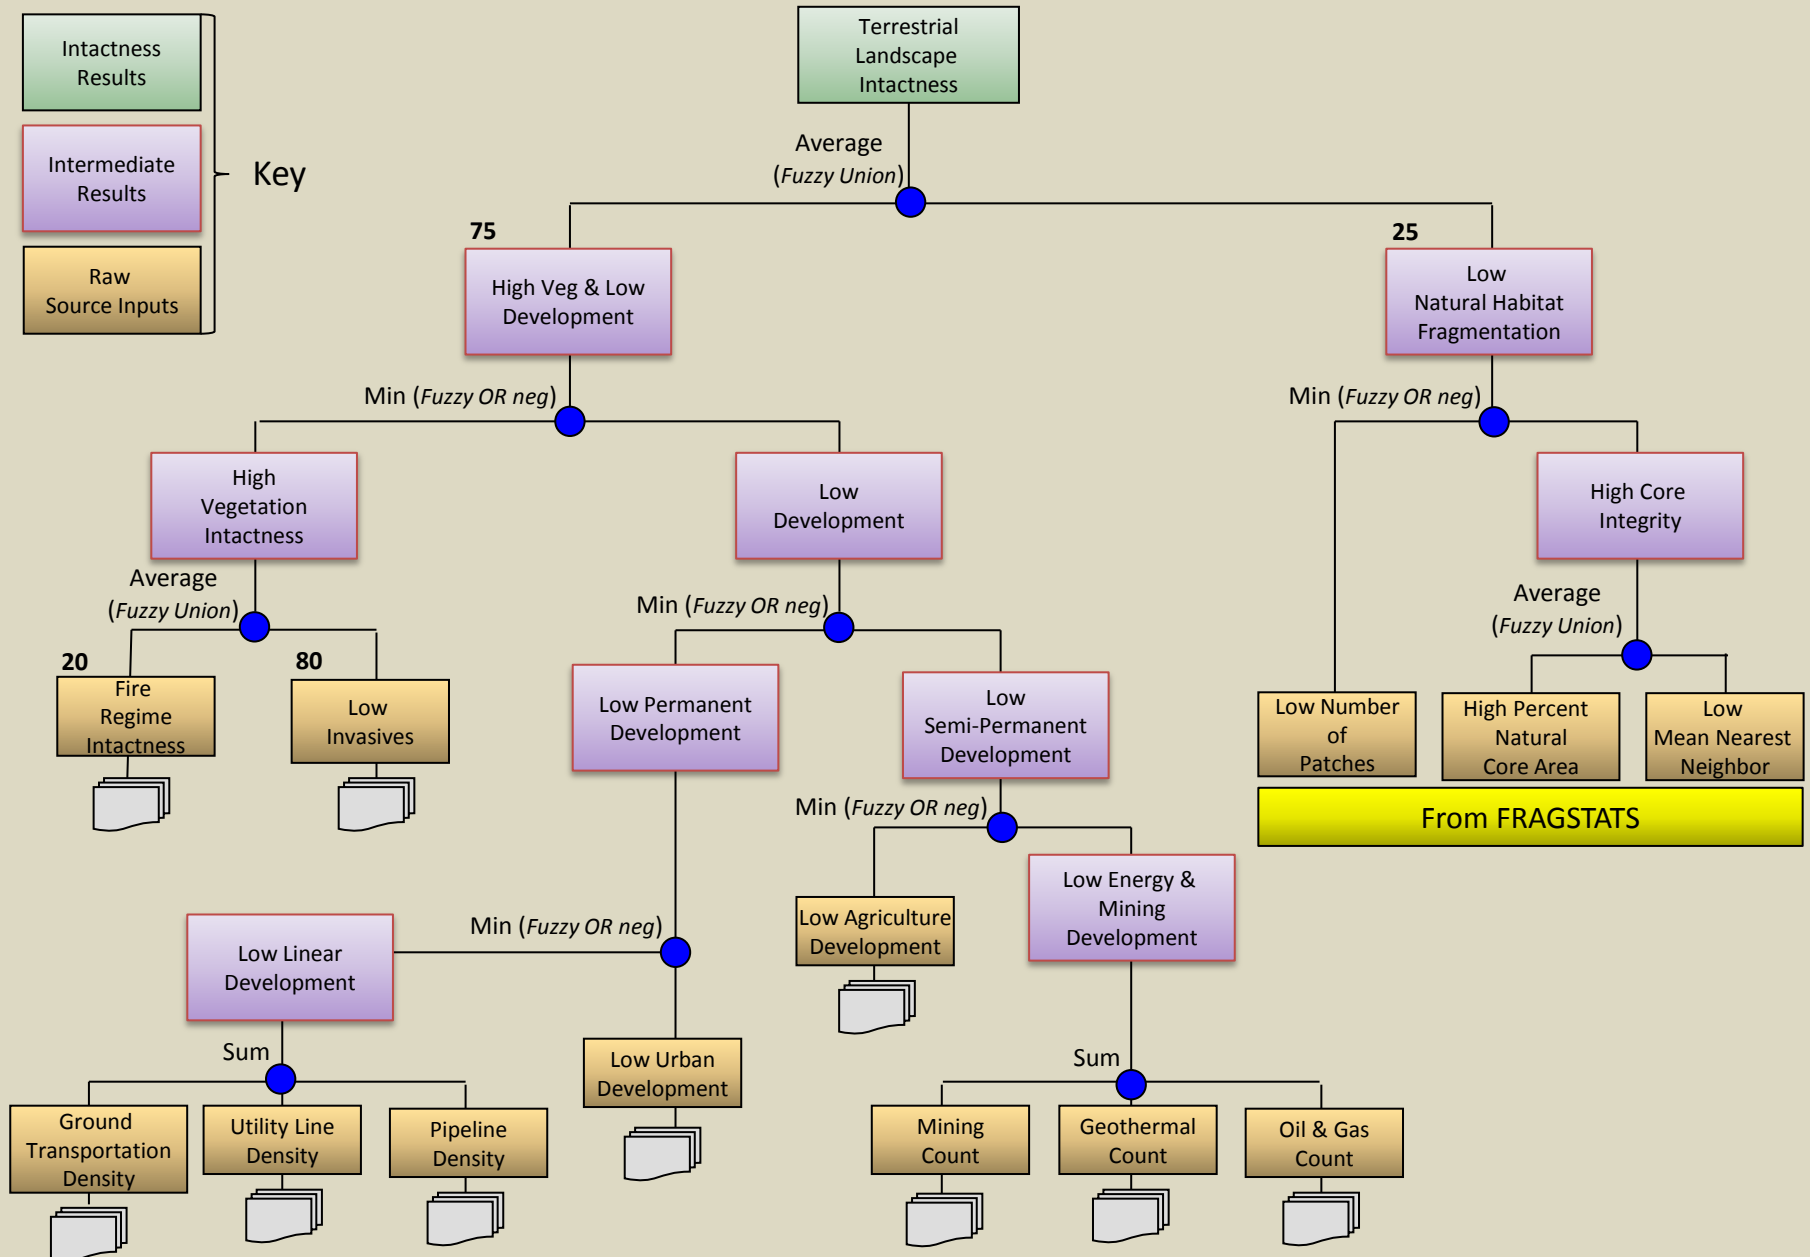 Intactness
Results
Intermediate
Results
Raw
Source Inputs
Key
Terrestrial
Landscape
Intactness
Average
(Fuzzy Union)
75
High Veg & Low
Development
25
Low
Natural Habitat
Fragmentation
Min (Fuzzy OR neg)
Min (Fuzzy OR neg)
High
Vegetation
Intactness
Low
Development
High Core
Integrity
Average
(Fuzzy Union)
Min (Fuzzy OR neg)
Average
(Fuzzy Union)
20
Fire
Regime
Intactness
80
Low
Invasives
Low Permanent
Development
Low
Semi-Permanent
Development
Low Number
of
Patches
High Percent
Natural
Core Area
Low
Mean Nearest
Neighbor
From FRAGSTATS
Min (Fuzzy OR neg)
Low Agriculture
Development
Low Energy &
Mining
Development
Min (Fuzzy OR neg)
Low Linear
Development
Low Urban
Development
Sum
Sum
Ground
Transportation
Density
Utility Line
Density
Pipeline
Density
Mining
Count
Geothermal
Count
Oil & Gas
Count